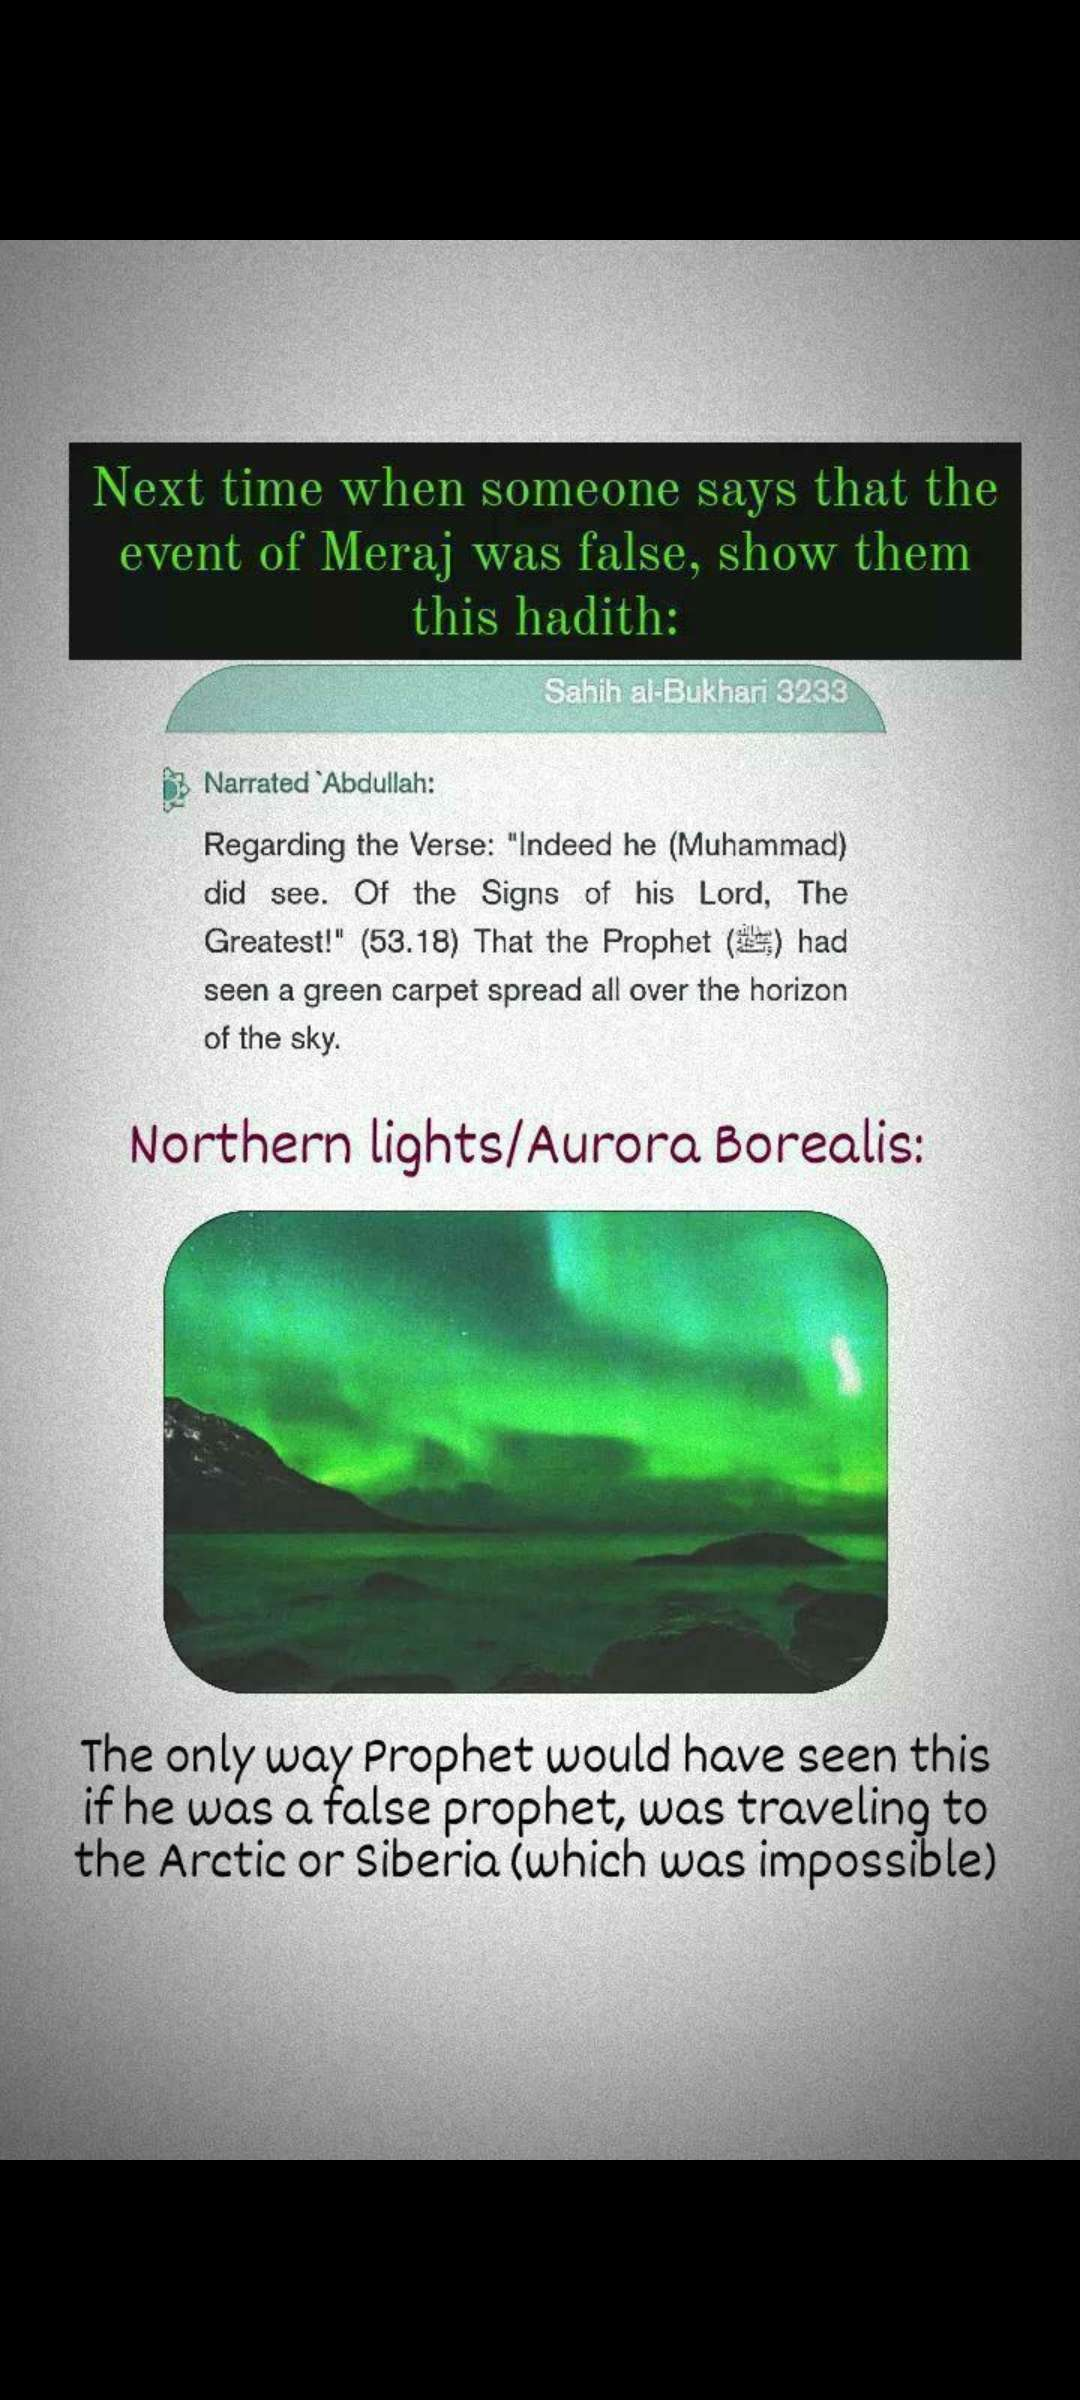 Next time when someone says that the
event of Meraj was false, show them
this hadith:
Sahih al-Bukhari 3233
Narrated `Abdullah:
Regarding the Verse: "Indeed he (Muhammad)
did see. Of the Signs of his Lord, The
Greatest!" (53.18) That the Prophet (ﷺ) had
seen a green carpet spread all over the horizon
of the sky.
Northern lights/Aurora Borealis:
The only way Prophet would have seen this
if he was a false prophet, was traveling to
the Arctic or Siberia (which was impossible)